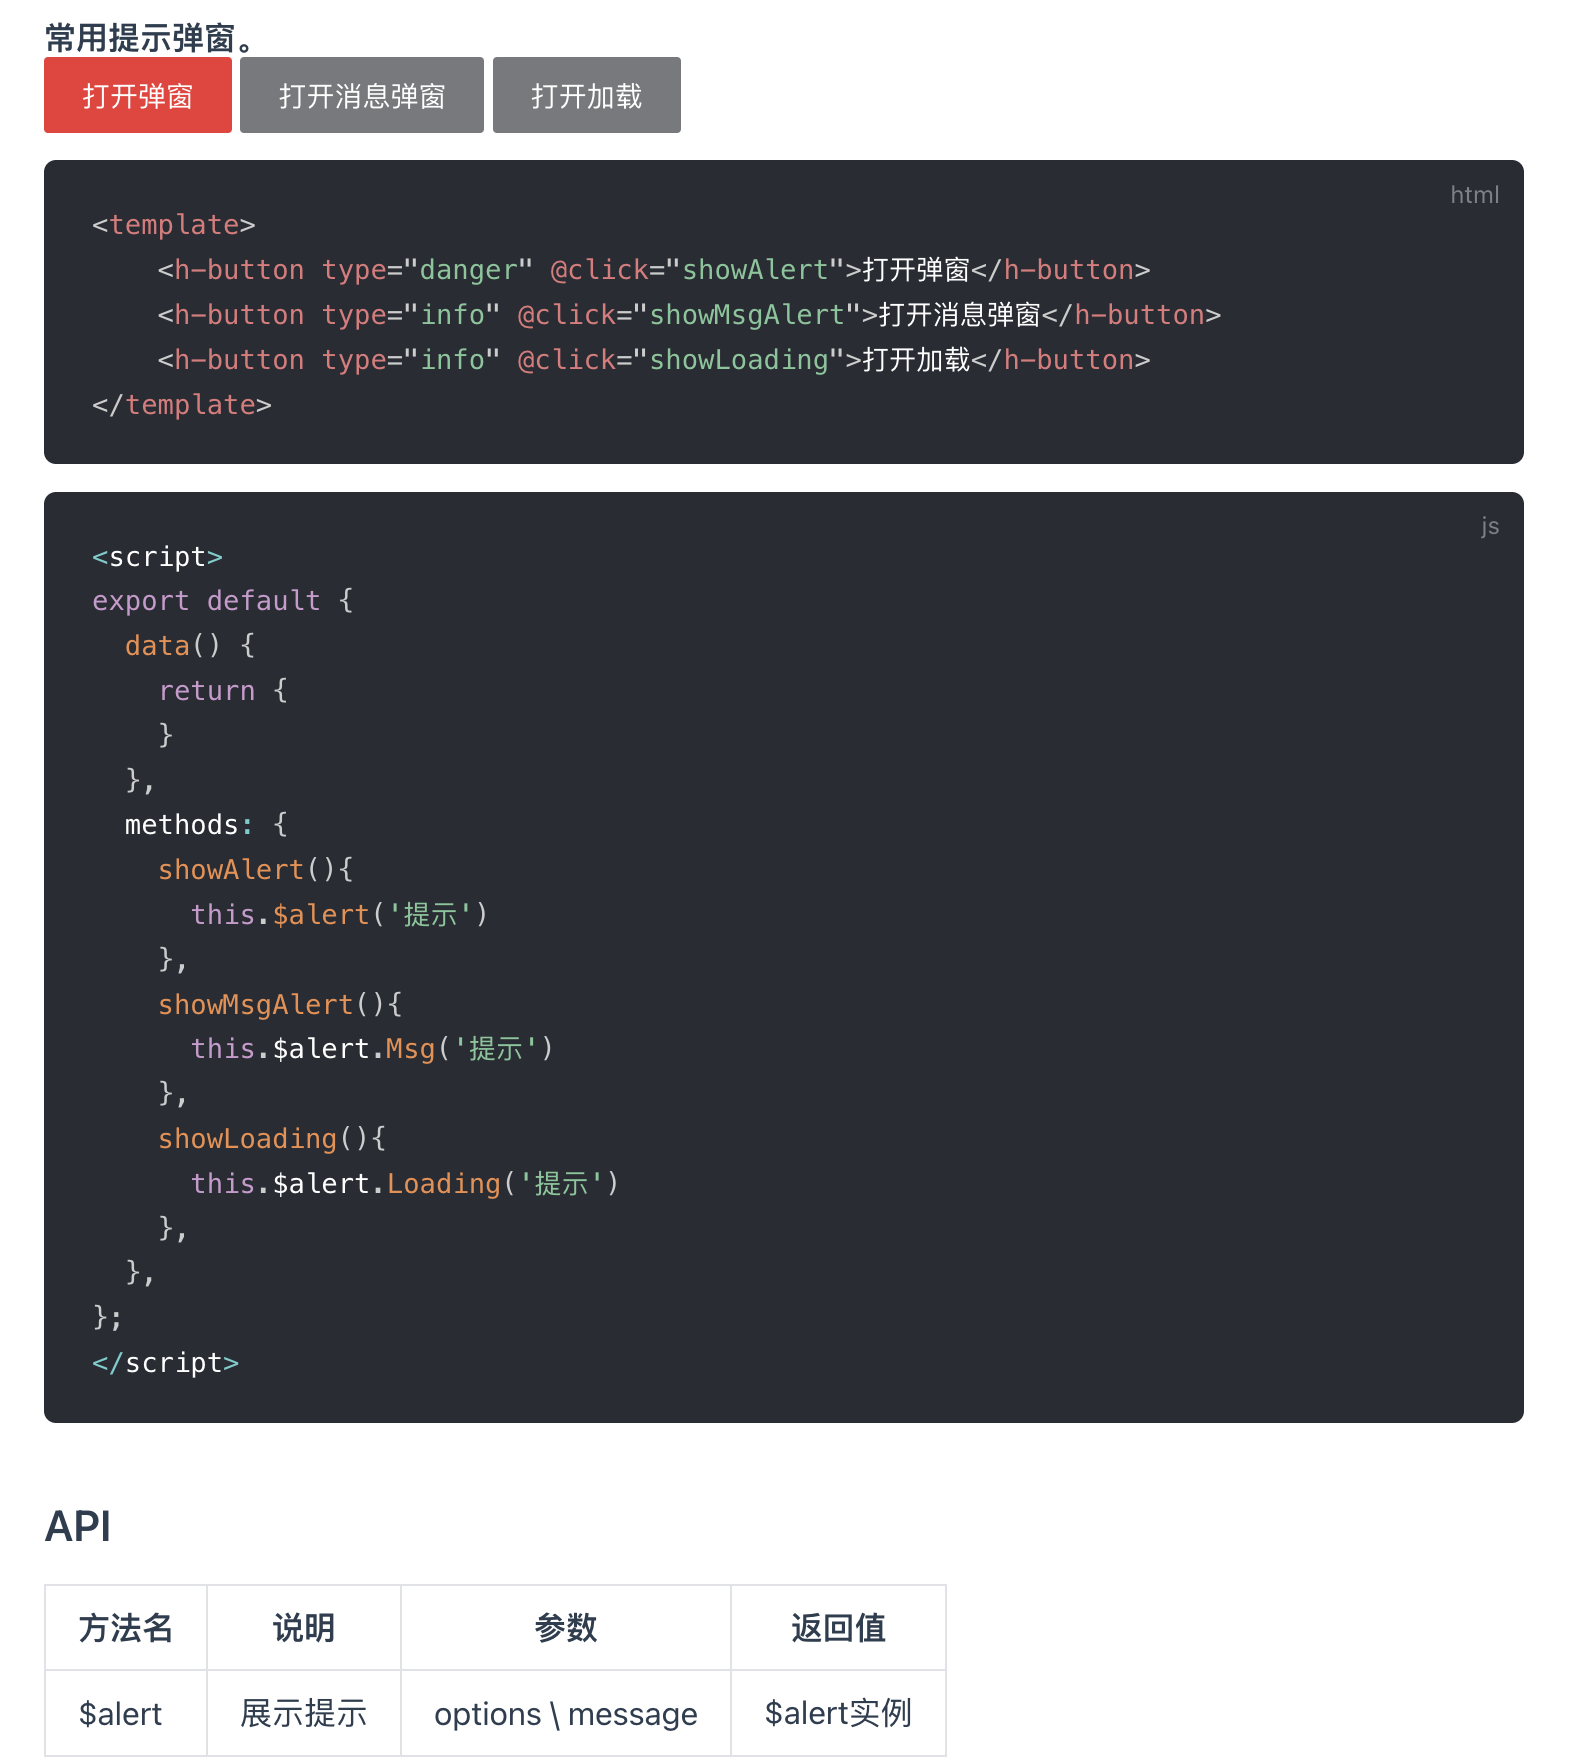 常用提示弹窗。
打开弹窗 打开消息弹窗 打开加载
html
<template>
    <h-button type="danger" @click="showAlert">打开弹窗</h-button>
    <h-button type="info" @click="showMsgAlert">打开消息弹窗</h-button>
    <h-button type="info" @click="showLoading">打开加载</h-button>
</template>
js
<script>
export default {
  data() {
    return {
    }
  },
  methods: {
    showAlert(){
      this.$alert('提示')
    },
    showMsgAlert(){
      this.$alert.Msg('提示')
    },
    showLoading(){
      this.$alert.Loading('提示')
    },
  },
};
</script>
API
方法名 说明 参数 返回值
$alert 展示提示 options \ message $alert实例